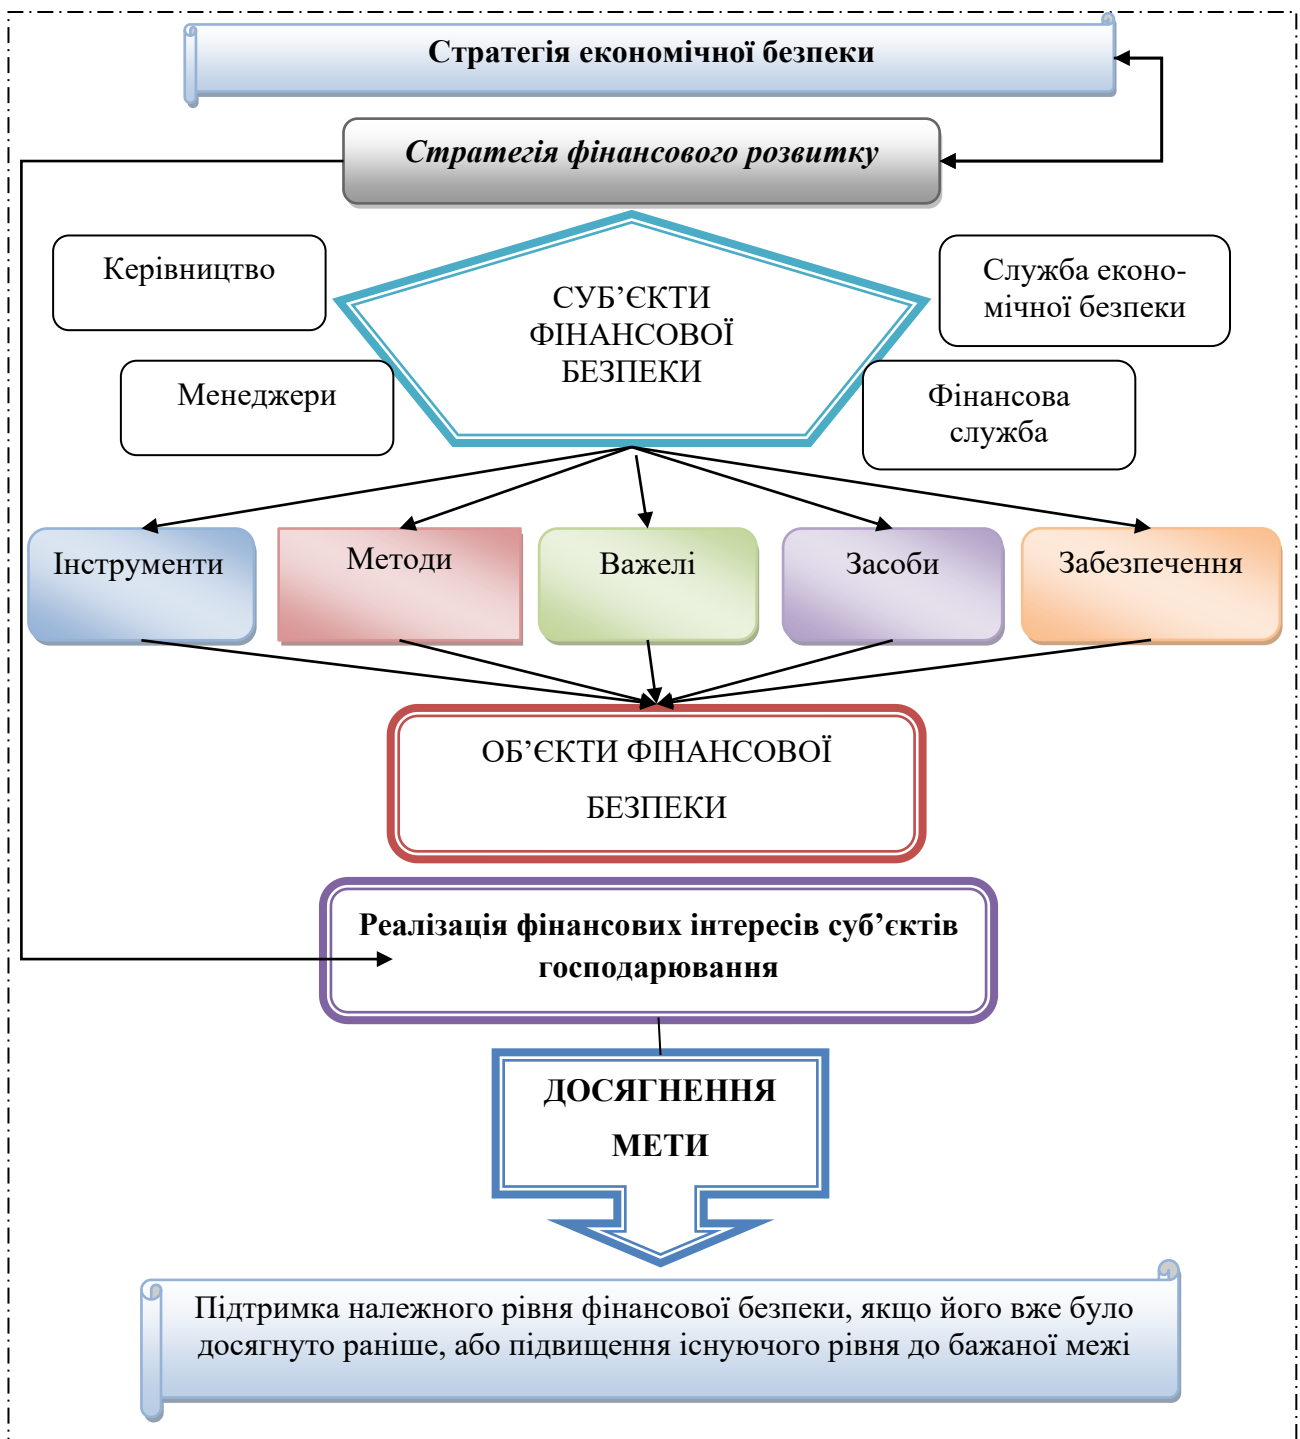 Стратегія економічної безпеки
Стратегія фінансового розвитку
Керівництво
СУБ’ЄКТИ
ФІНАНСОВОЇ
БЕЗПЕКИ
Служба еконо-
мічної безпеки
Менеджери
Фінансова
служба
Інструменти
Методи
Важелі
Засоби
Забезпечення
ОБ’ЄКТИ ФІНАНСОВОЇ
БЕЗПЕКИ
Реалізація фінансових інтересів суб’єктів
господарювання
ДОСЯГНЕННЯ
МЕТИ
Підтримка належного рівня фінансової безпеки, якщо його вже було
досягнуто раніше, або підвищення існуючого рівня до бажаної межі